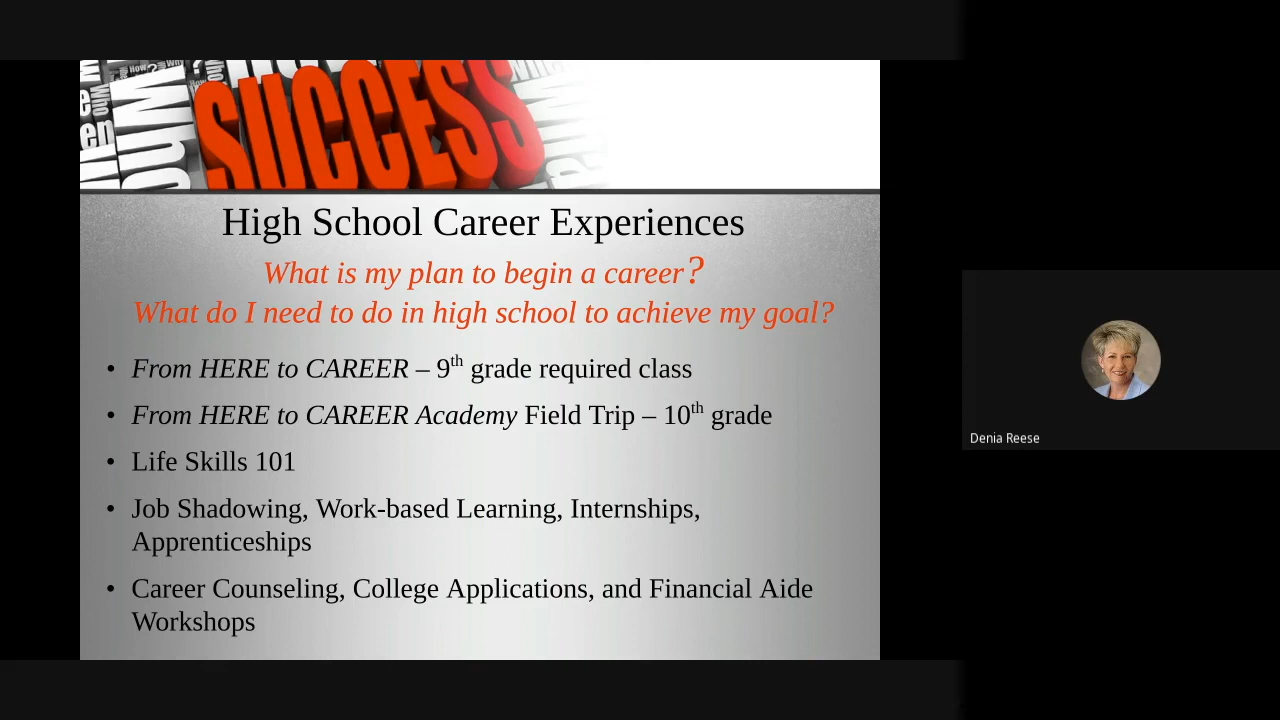 SUCCESS
High School Career Experiences
What is my plan to begin a career?
What do I need to do in high school to achieve my goal?
• From HERE to CAREER – 9th grade required class
• From HERE to CAREER Academy Field Trip – 10th grade
• Life Skills 101
• Job Shadowing, Work-based Learning, Internships,
Apprenticeships
• Career Counseling, College Applications, and Financial Aide
Workshops
Denia Reese